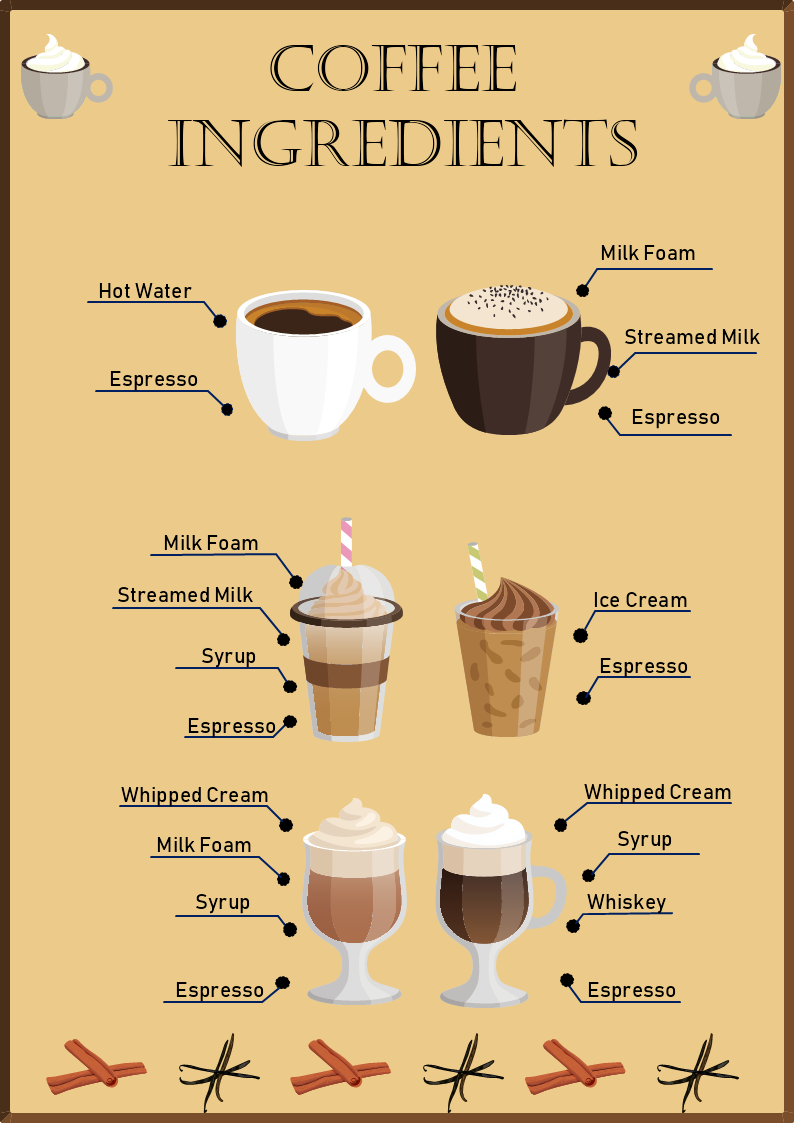 COFFEE
INGREDIENTS
Hot Water
Espresso
Milk Foam
Streamed Milk
Espresso
Milk Foam
Streamed Milk
Syrup
Espresso
Ice Cream
Espresso
Whipped Cream
Milk Foam
Syrup
Espresso
Whipped Cream
Syrup
Whiskey
Espresso